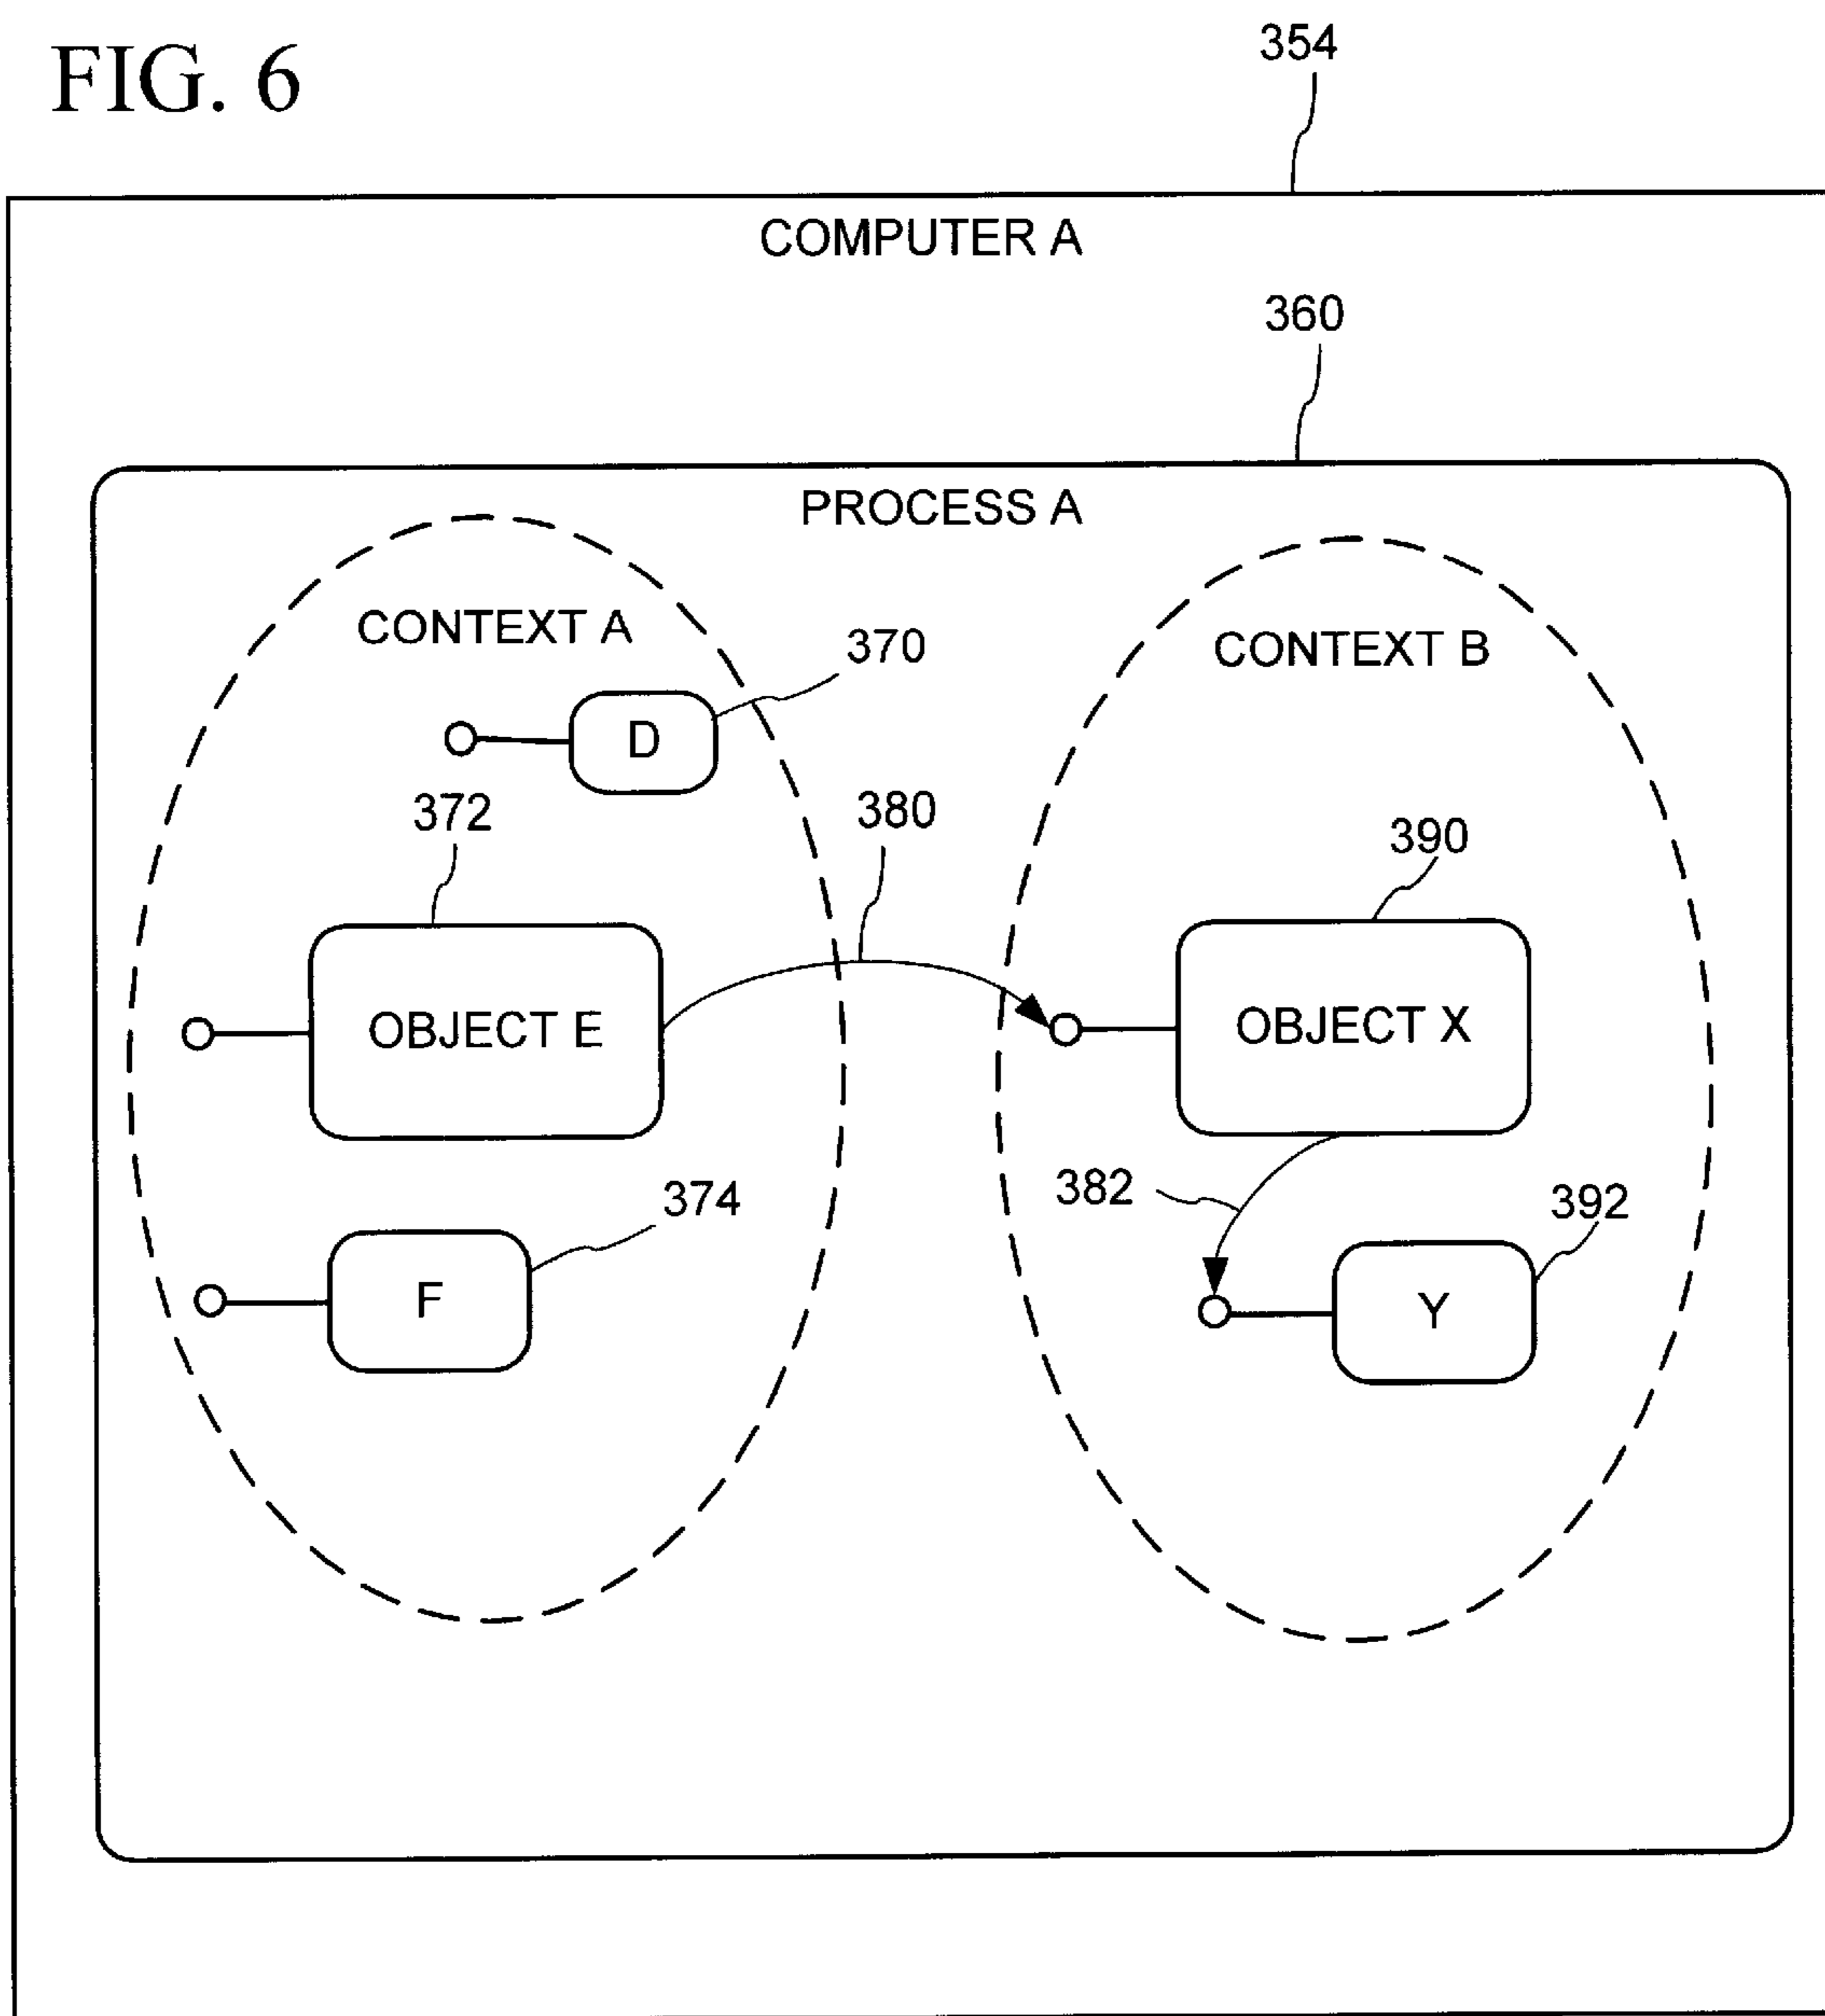 FIG. 6
354
COMPUTER A
360
PROCESS A
CONTEXT A
370
CONTEXT B
D
372
380
390
OBJECT E
OBJECT X
374
382
392
F
Y